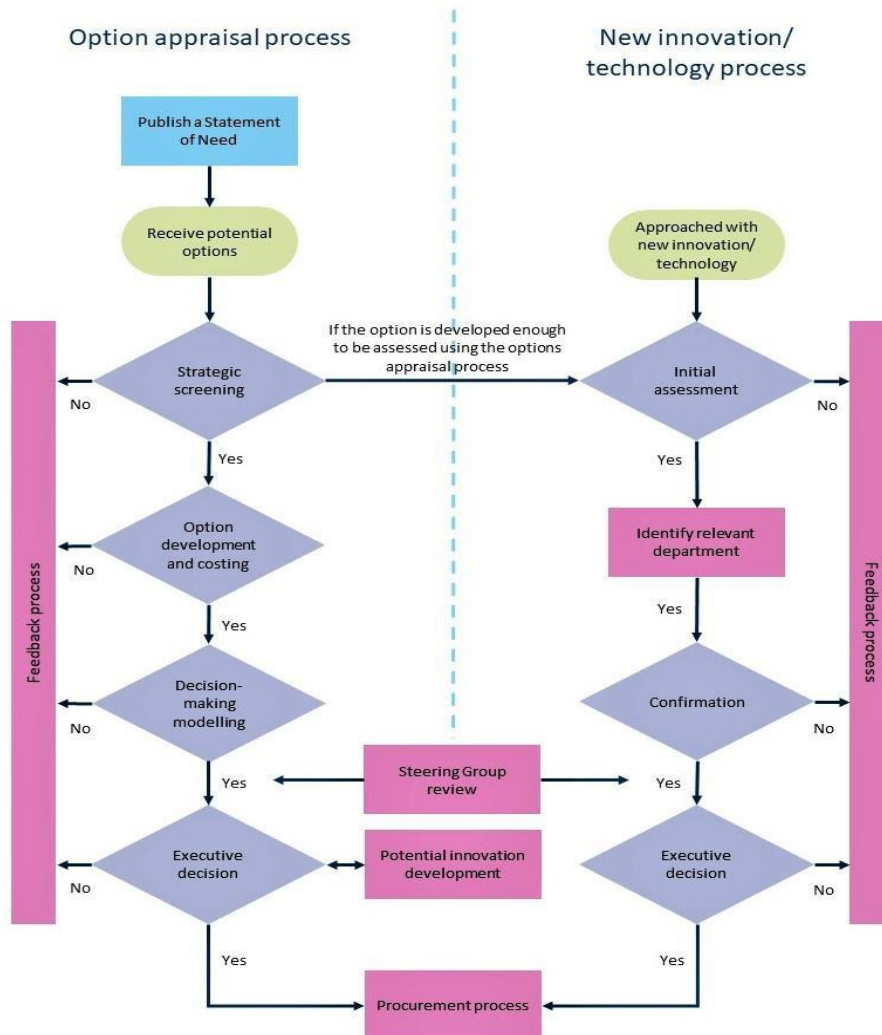 Option appraisal process
New innovation/
technology process
Publish a Statement
of Need
Receive potential
options
Approached with
new innovation/
technology
If the option is developed enough
to be assessed using the options
appraisal process
Strategic
screening
Initial
assessment
No
No
Yes
Yes
Option
development
and costing
Identify relevant
department
No
Yes
Yes
Feedback process
Feedback process
Decision-
making
modelling
Confirmation
No
No
Yes
Steering Group
review
Yes
Executive
decision
Potential innovation
development
Executive
decision
No
No
Yes
Yes
Procurement process